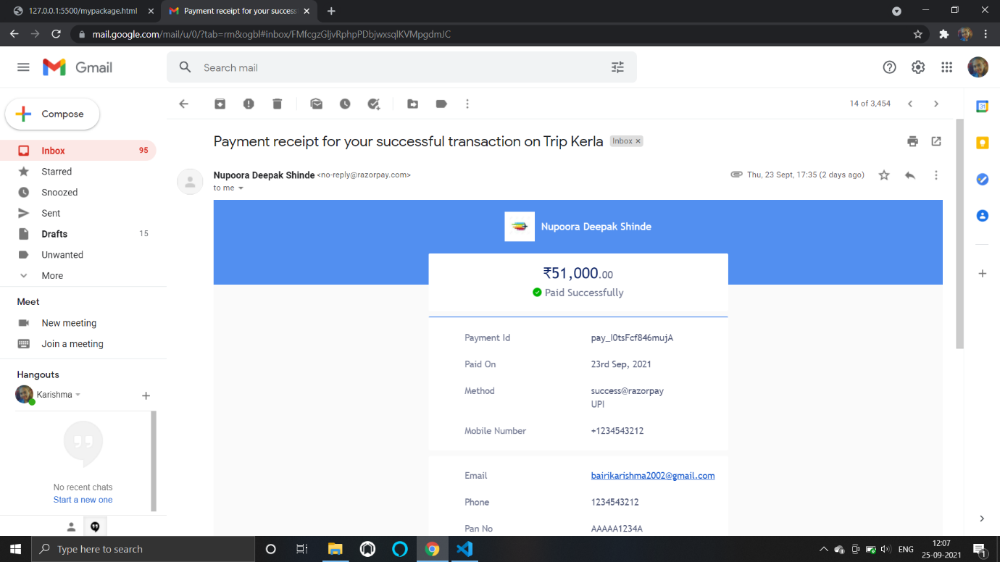 127.0.0.1:5500/mypackage.html
Payment receipt for your success
mail.google.com/mail/u/0/?tab=rm&ogbl#inbox/FMfcgzGljvRphpPDbjwxsqlKVMpgdmJC
Gmail
Search mail
Compose
14 of 3,454
31
Inbox 95
Starred
Snoozed
Sent
Drafts 15
Unwanted
More
Meet
New meeting
Join a meeting
Hangouts
Karishma
No recent chats
Start a new one
Payment receipt for your successful transaction on Trip Kerla Inbox ×
Nupoora Deepak Shinde <no-reply@razorpay.com> Thu, 23 Sept, 17:35 (2 days ago)
to me
Nupoora Deepak Shinde
₹51,000.00
Paid Successfully
Payment Id pay_I0tsFcf846mujA
Paid On 23rd Sep, 2021
Method success@razorpay
UPI
Mobile Number +1234543212
Email bairikarishma2002@gmail.com
Phone 1234543212
Pan No AAAAA1234A
Type here to search
ENG
12:07
25-09-2021
1